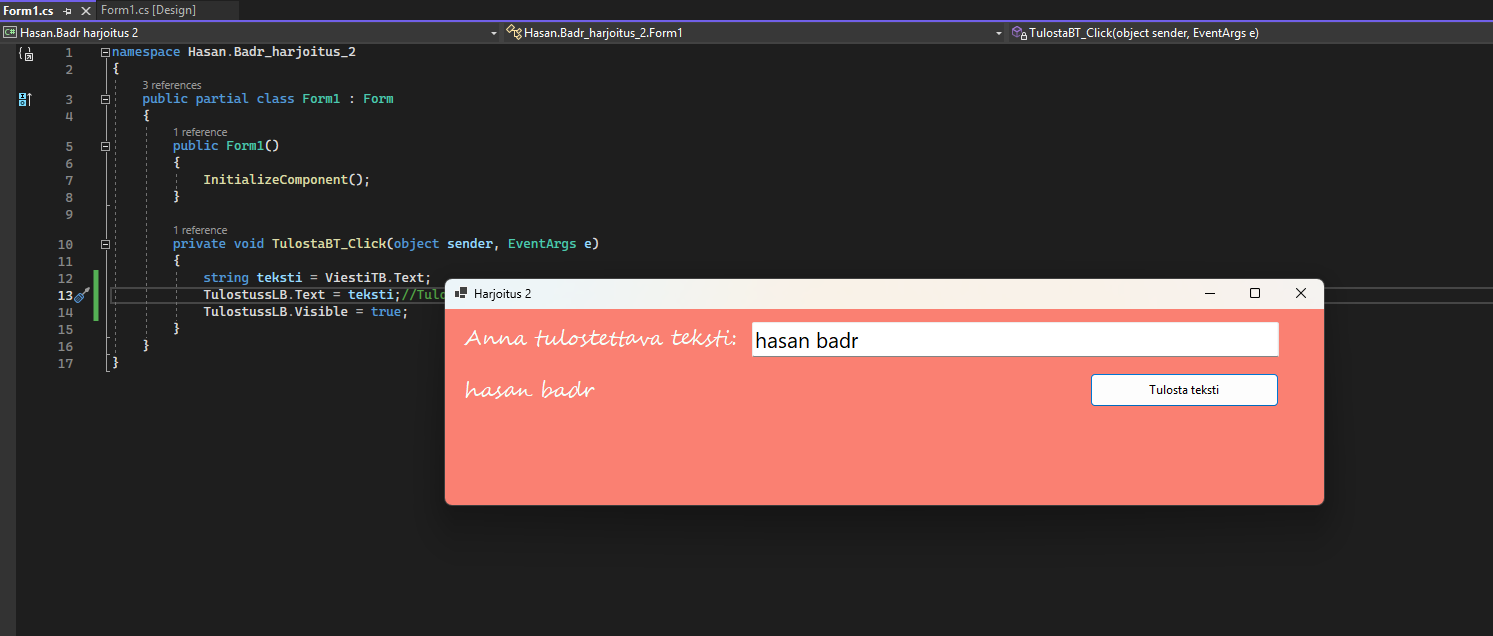 Form1.cs Form1.cs [Design]
C# Hasan.Badr harjoitus 2 Hasan.Badr_harjoitus_2.Form1 TulostaBT_Click(object sender, EventArgs e)
1 namespace Hasan.Badr_harjoitus_2
2 {
3 references
3 public partial class Form1 : Form
4 {
1 reference
5 public Form1()
6 {
7 InitializeComponent();
8 }
9
1 reference
10 private void TulostaBT_Click(object sender, EventArgs e)
11 {
12 string teksti = ViestiTB.Text;
13 TulostussLB.Text = teksti;//Tulo
14 TulostussLB.Visible = true;
15 }
16 }
17 }
Harjoitus 2
Anna tulostettava teksti: hasan badr
hasan badr Tulosta teksti